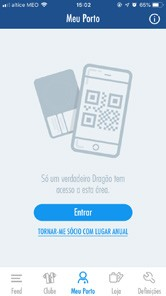 altice MEO
15:02
65%
Meu Porto
Só um verdadeiro Dragão tem
acesso a esta área.
Entrar
TORNAR-ME SÓCIO COM LUGAR ANUAL
Feed Clube Meu Porto Loja Definições